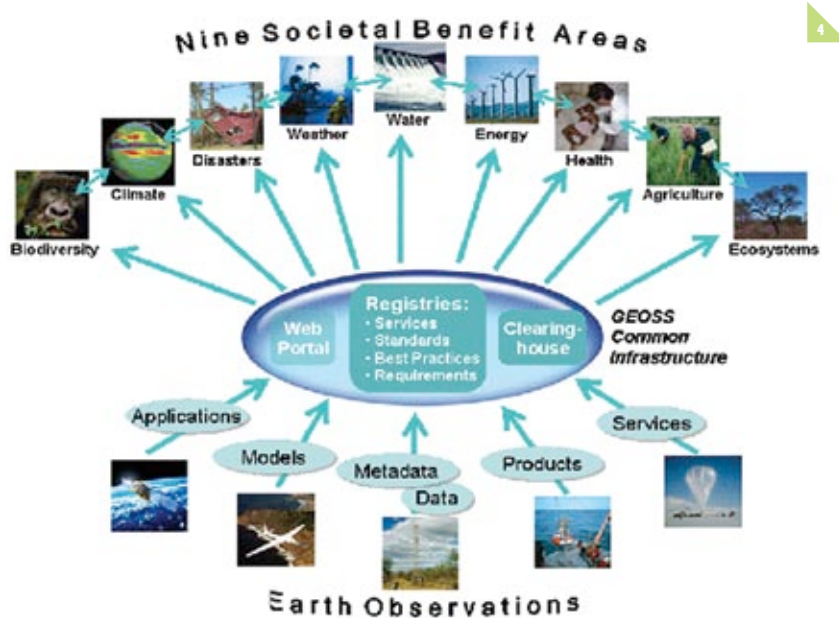 4
Nine Societal Benefit Areas
Biodiversity
Climate
Disasters
Weather
Water
Energy
Health
Agriculture
Ecosystems
Web
Portal
Registries:
• Services
• Standards
• Best Practices
• Requirements
Clearing-
house
GEOSS
Common
Infrastructure
Applications
Models
Metadata
Data
Products
Services
Earth Observations